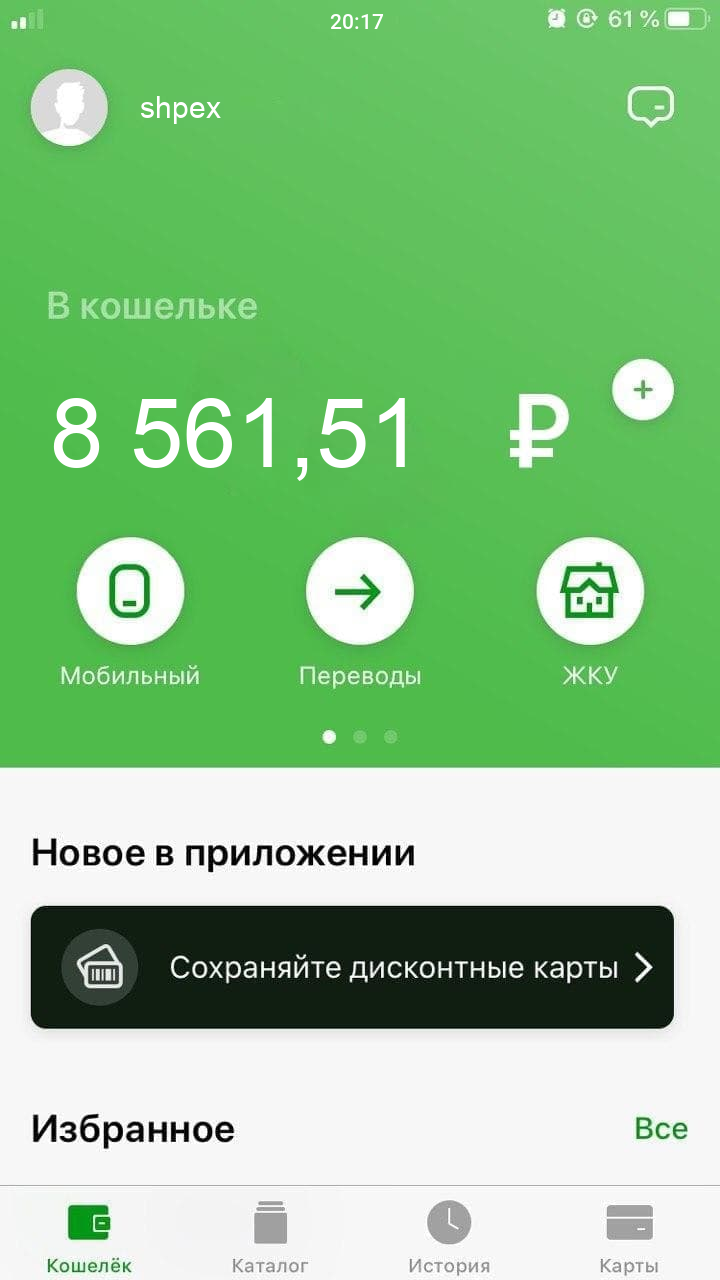 20:17
61 %
shpex
В кошельке
8 561,51 ₽
Мобильный
Переводы
ЖКУ
Новое в приложении
Сохраняйте дисконтные карты
Избранное
Все
Кошелёк
Каталог
История
Карты